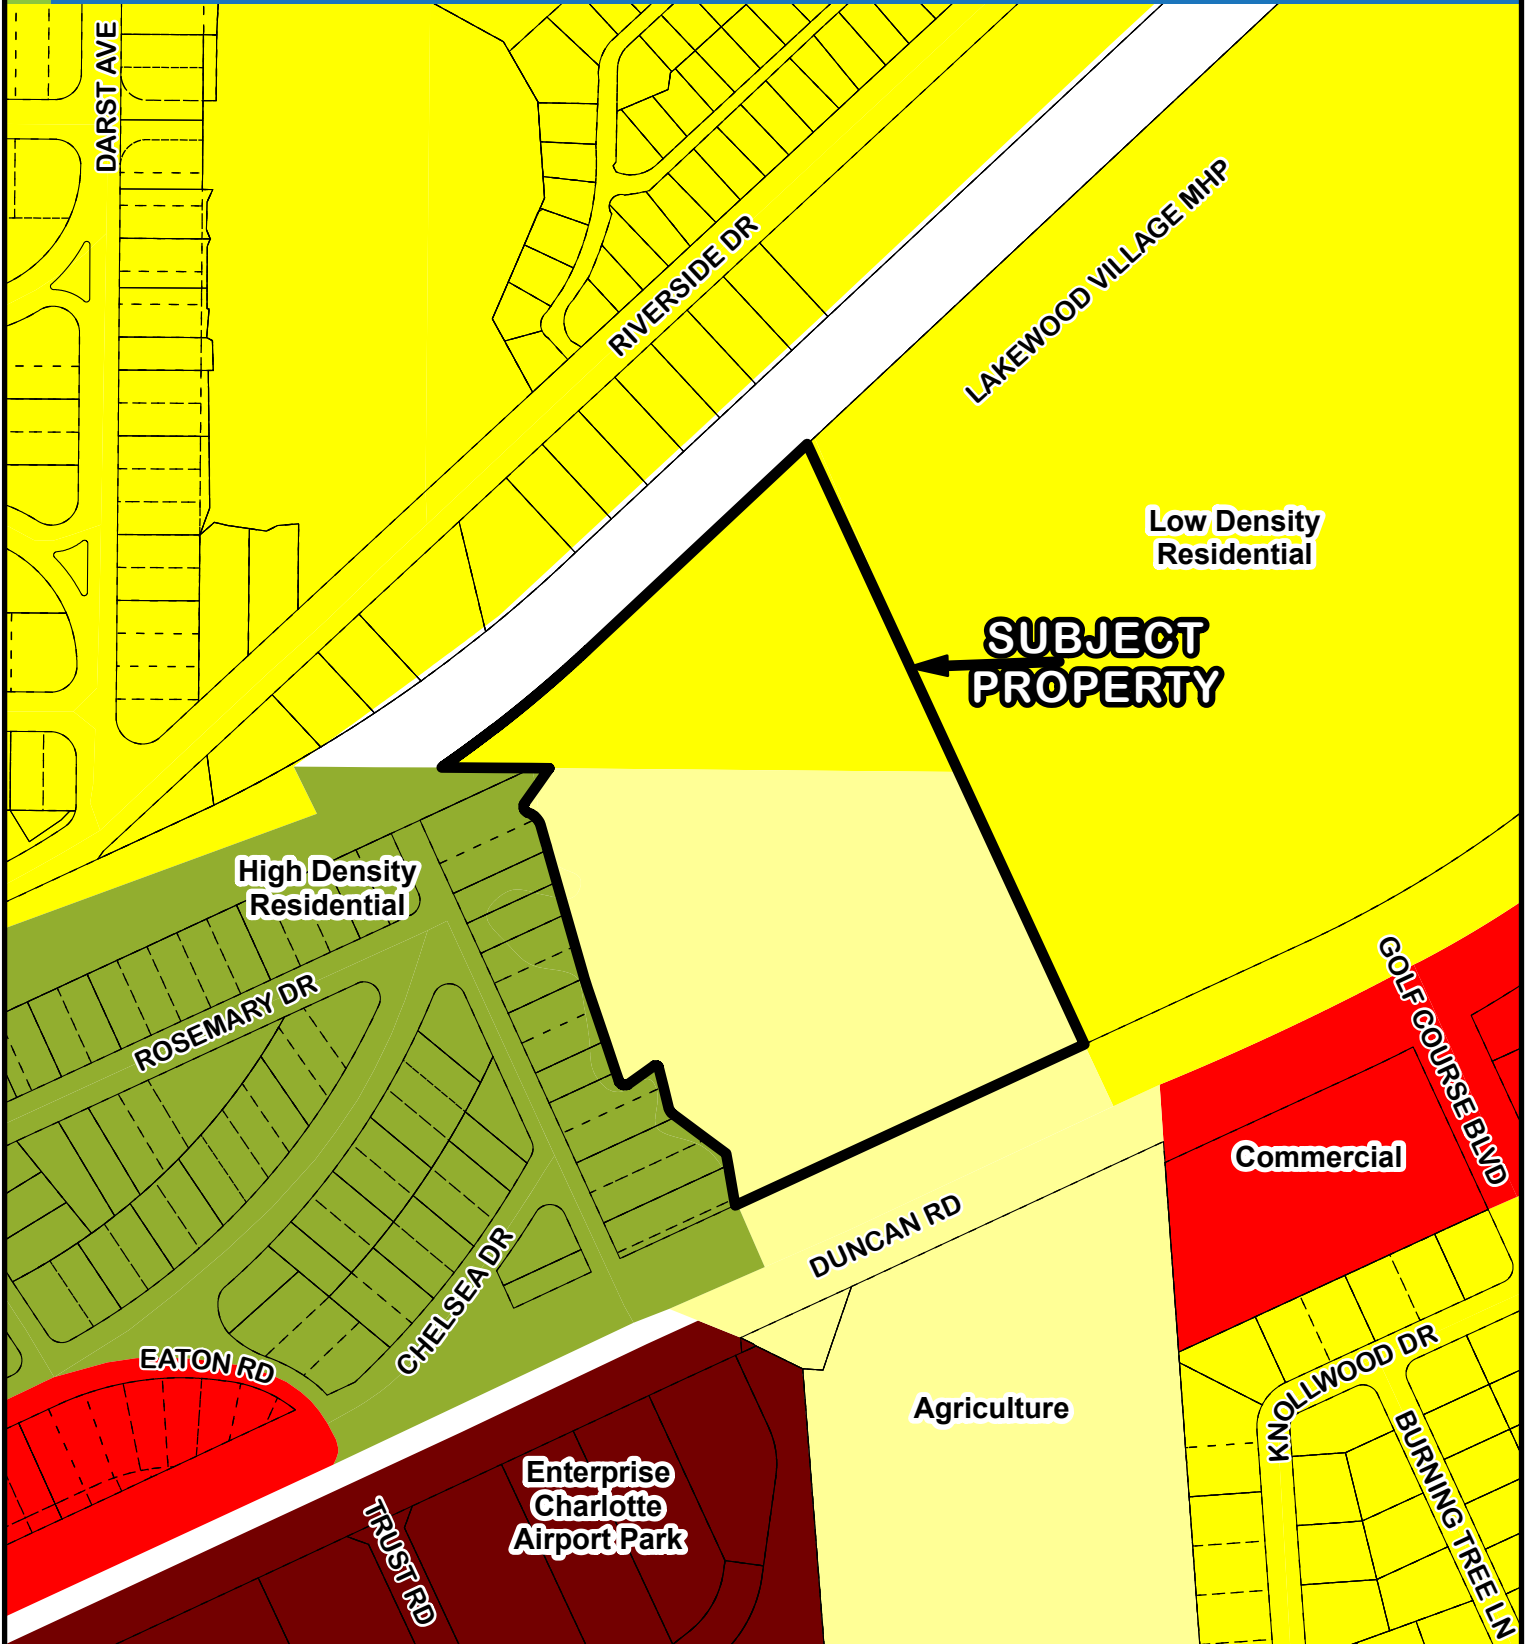 DARST AVE
RIVERSIDE DR
LAKEWOOD VILLAGE MHP
Low Density
Residential
SUBJECT
PROPERTY
High Density
Residential
ROSEMARY DR
GOLF COURSE BLVD
Commercial
DUNCAN RD
CHELSEA DR
EATON RD
KNOLLWOOD DR
Agriculture
BURNING TREE LN
Enterprise
Charlotte
Airport Park
TRUST RD